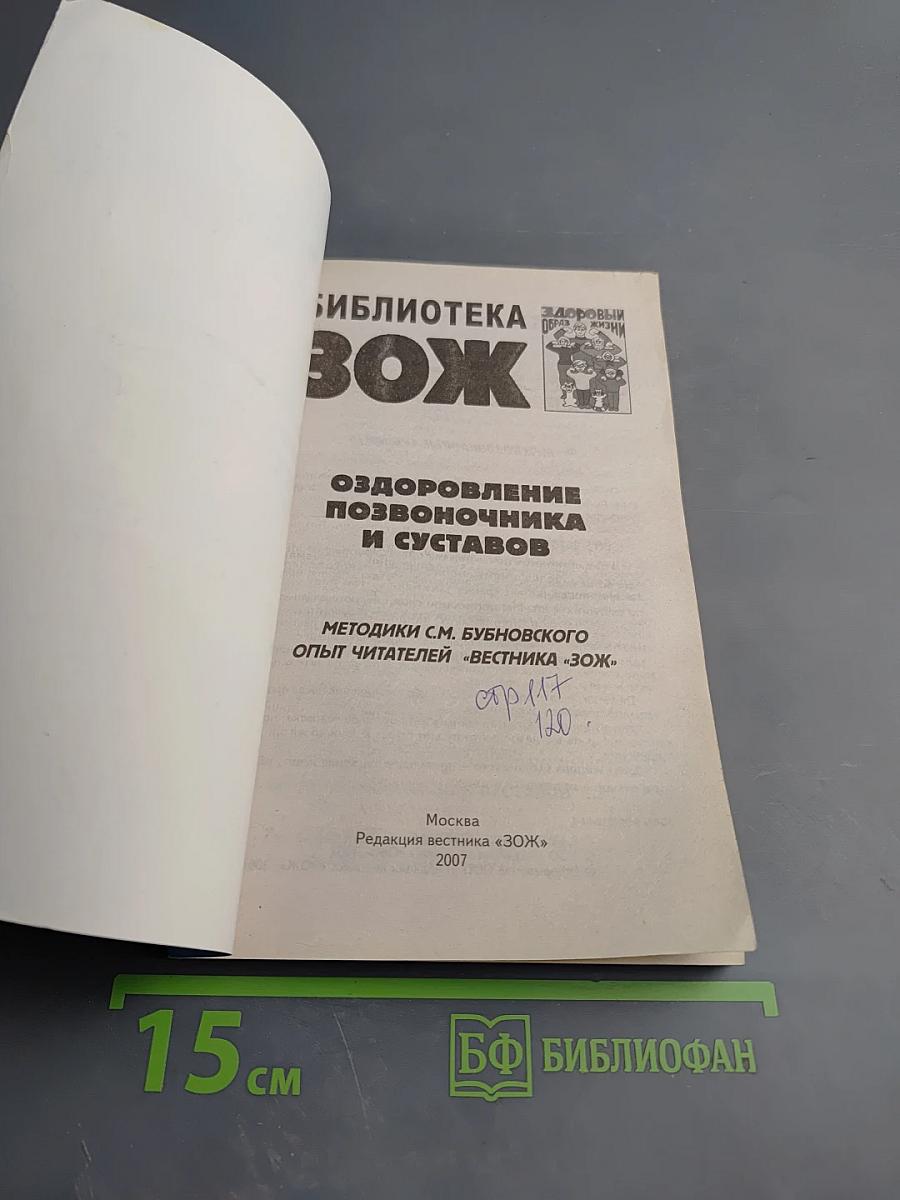 БИБЛИОТЕКА
ЗОЖ
ЗДОРОВЫЙ
ОБРАЗ ЖИЗНИ
ОЗДОРОВЛЕНИЕ
ПОЗВОНОЧНИКА
И СУСТАВОВ
МЕТОДИКИ С.М. БУБНОВСКОГО
ОПЫТ ЧИТАТЕЛЕЙ «ВЕСТНИКА «ЗОЖ»
стр 117
120.
Москва
Редакция вестника «ЗОЖ»
2007
15 см
БФ БИБЛИОФАН